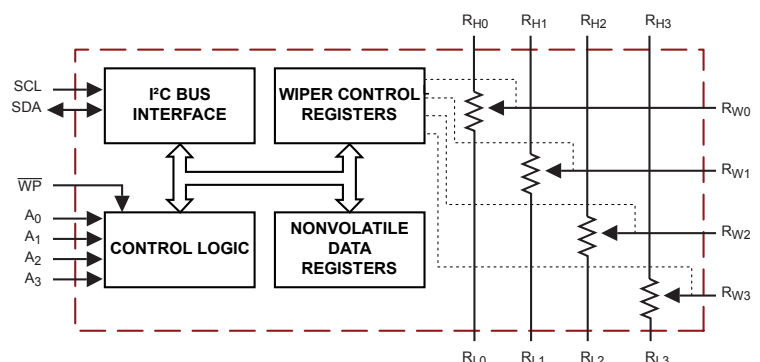 RH0 RH1 RH2 RH3
SCL
SDA
I²C BUS
INTERFACE
WIPER CONTROL
REGISTERS
RW0
RW1
WP
A0
A1
A2
A3
CONTROL LOGIC
NONVOLATILE
DATA
REGISTERS
RW2
RW3
RL0 RL1 RL2 RL3